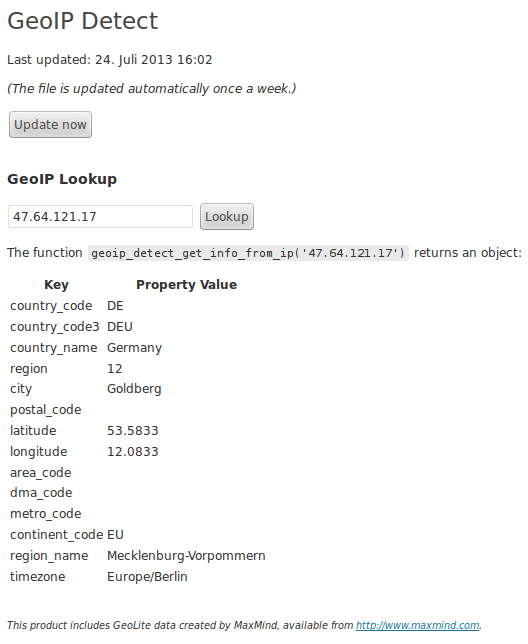 GeoIP Detect
Last updated: 24. Juli 2013 16:02
(The file is updated automatically once a week.)
Update now
GeoIP Lookup
47.64.121.17 Lookup
The function geoip_detect_get_info_from_ip('47.64.121.17') returns an object:
Key Property Value
country_code DE
country_code3 DEU
country_name Germany
region 12
city Goldberg
postal_code
latitude 53.5833
longitude 12.0833
area_code
dma_code
metro_code
continent_code EU
region_name Mecklenburg-Vorpommern
timezone Europe/Berlin
This product includes GeoLite data created by MaxMind, available from http://www.maxmind.com.